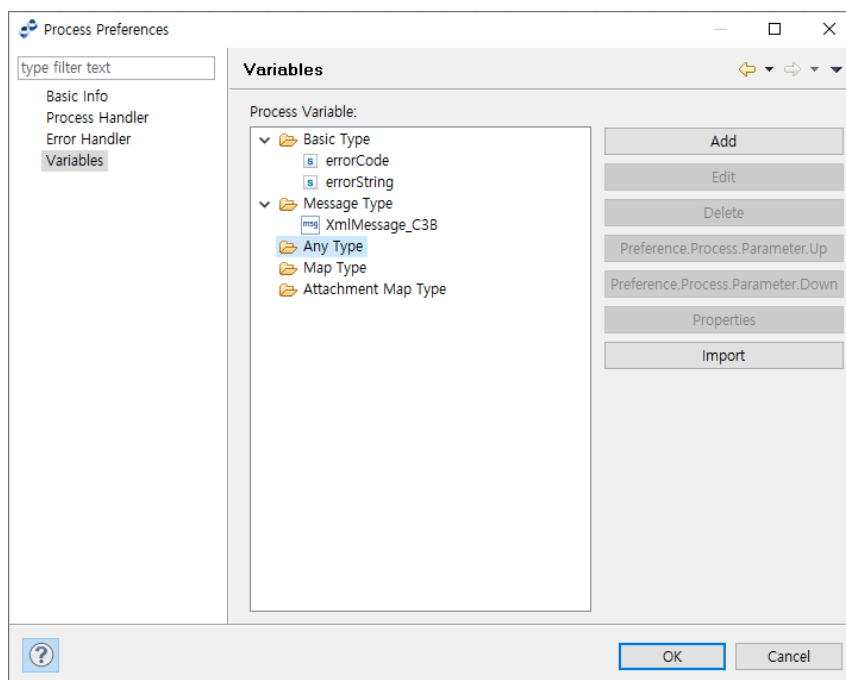 Process Preferences
type filter text
Basic Info
Process Handler
Error Handler
Variables
Variables
Process Variable:
Basic Type
s errorCode
s errorString
Message Type
msg XmlMessage_C3B
Any Type
Map Type
Attachment Map Type
Add
Edit
Delete
Preference.Process.Parameter.Up
Preference.Process.Parameter.Down
Properties
Import
?
OK
Cancel